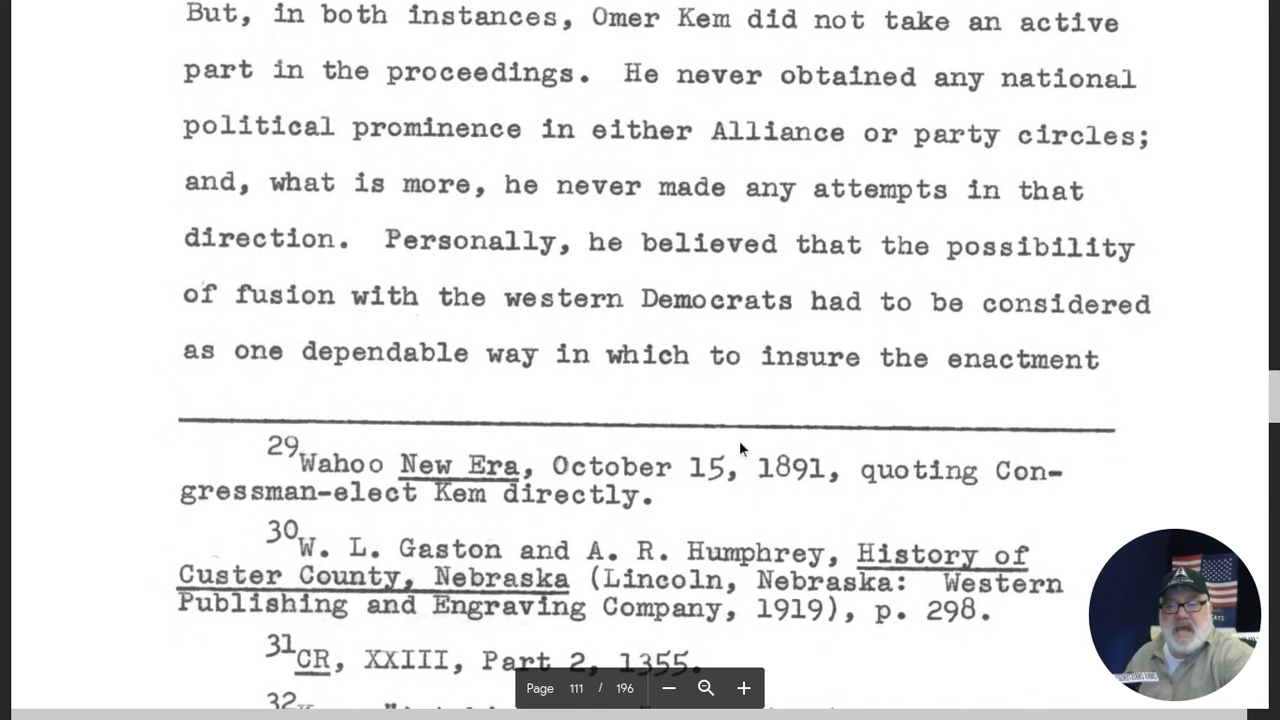 But, in both instances, Omer Kem did not take an active
part in the proceedings. He never obtained any national
political prominence in either Alliance or party circles;
and, what is more, he never made any attempts in that
direction. Personally, he believed that the possibility
of fusion with the western Democrats had to be considered
as one dependable way in which to insure the enactment
29Wahoo New Era, October 15, 1891, quoting Con-
gressman-elect Kem directly.
30W. L. Gaston and A. R. Humphrey, History of
Custer County, Nebraska (Lincoln, Nebraska: Western
Publishing and Engraving Company, 1919), p. 298.
31CR, XXIII, Part 2, 1355.
32
Page 111 / 196